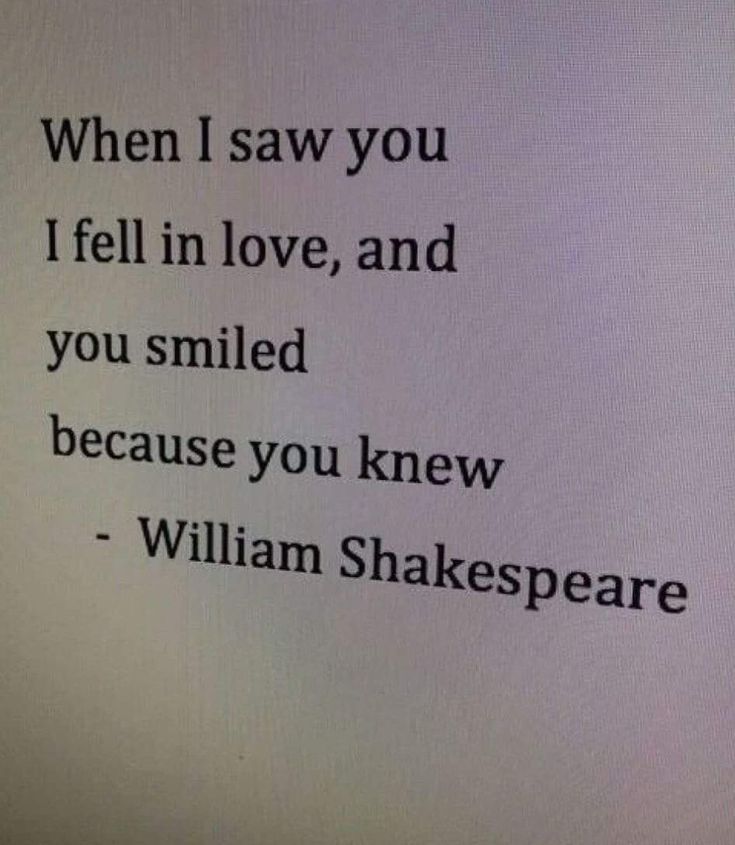 When I saw you
I fell in love, and
you smiled
because you knew
- William Shakespeare